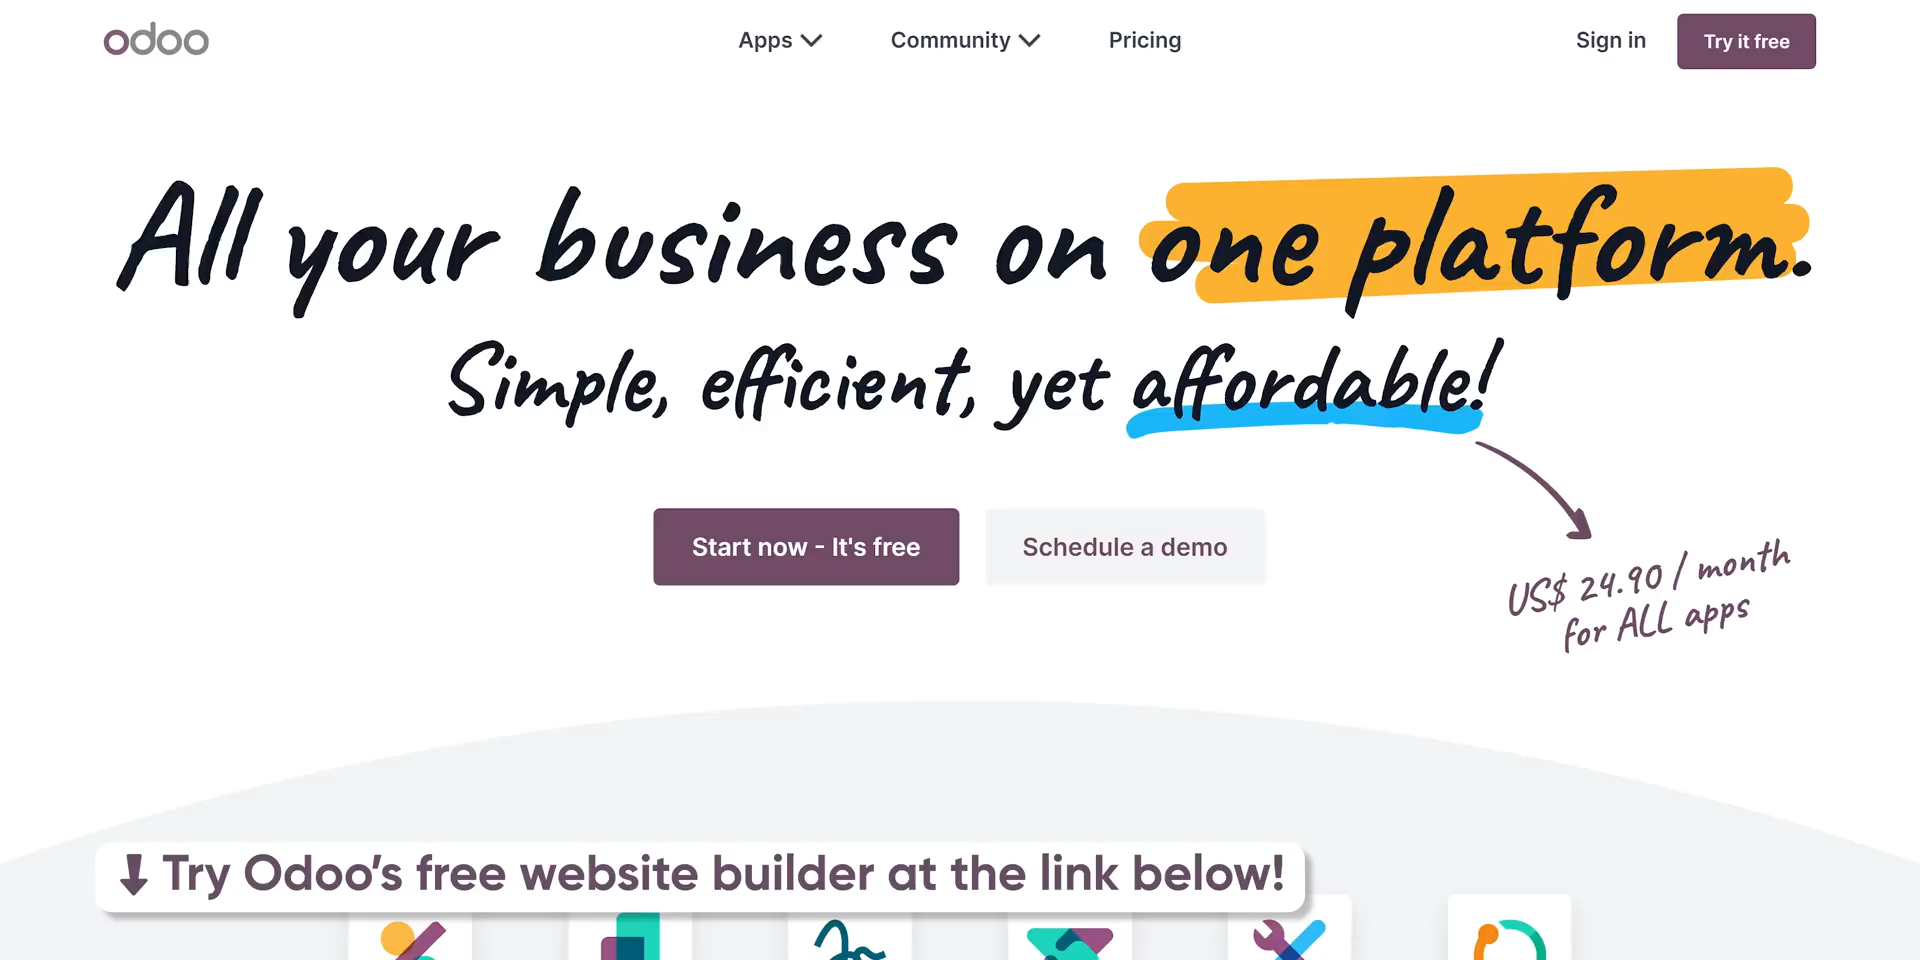 odoo
Apps
Community
Pricing
Sign in
Try it free
All your business on one platform.
Simple, efficient, yet affordable!
Start now - It's free
Schedule a demo
US$ 24.90 / month
for ALL apps
Try Odoo’s free website builder at the link below!